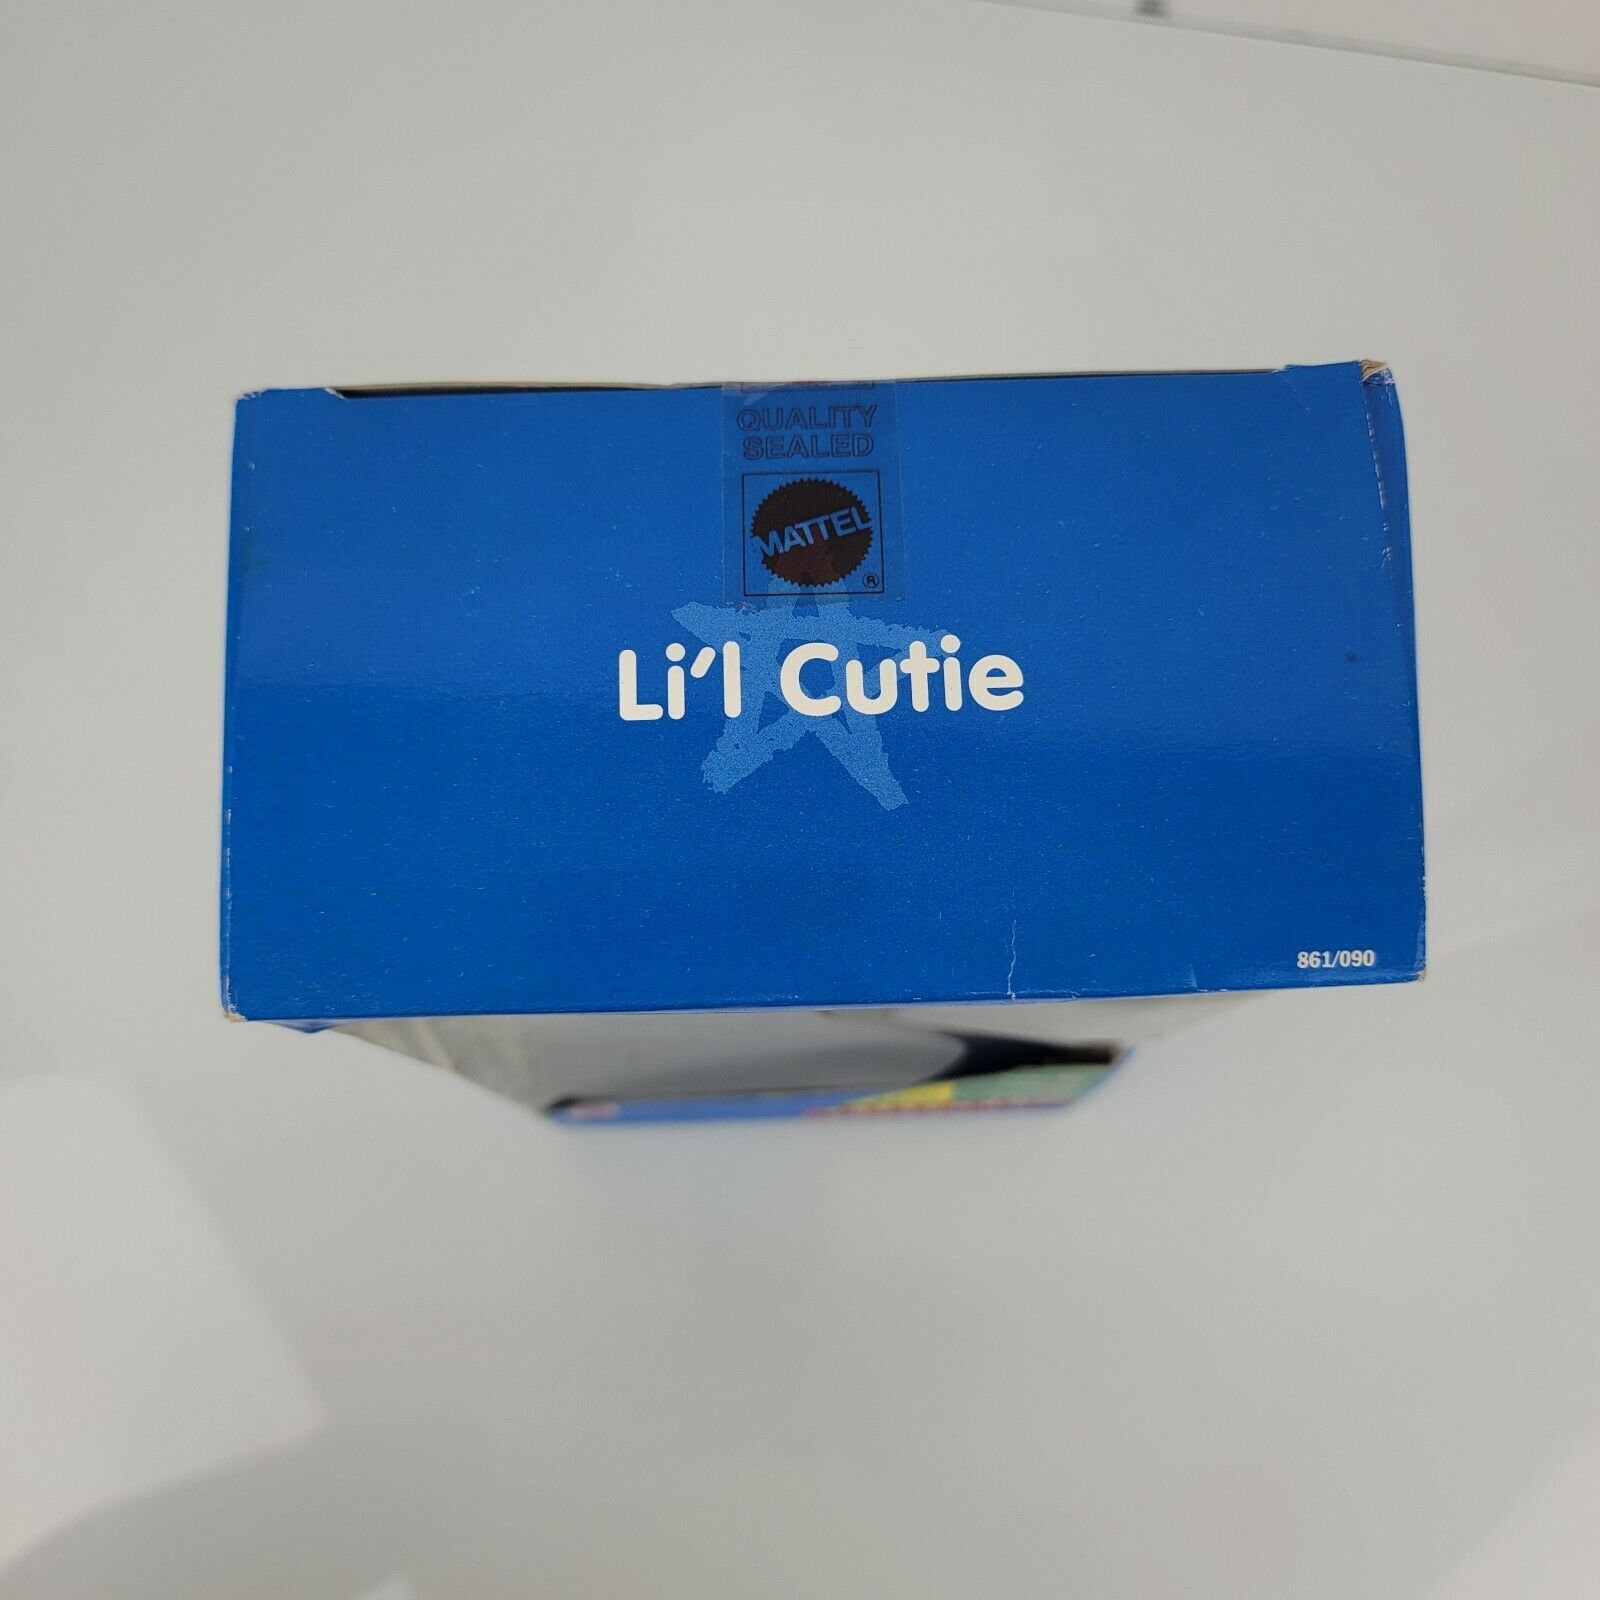 QUALITY
SEALED
MATTEL
®
Li'l Cutie
861/090